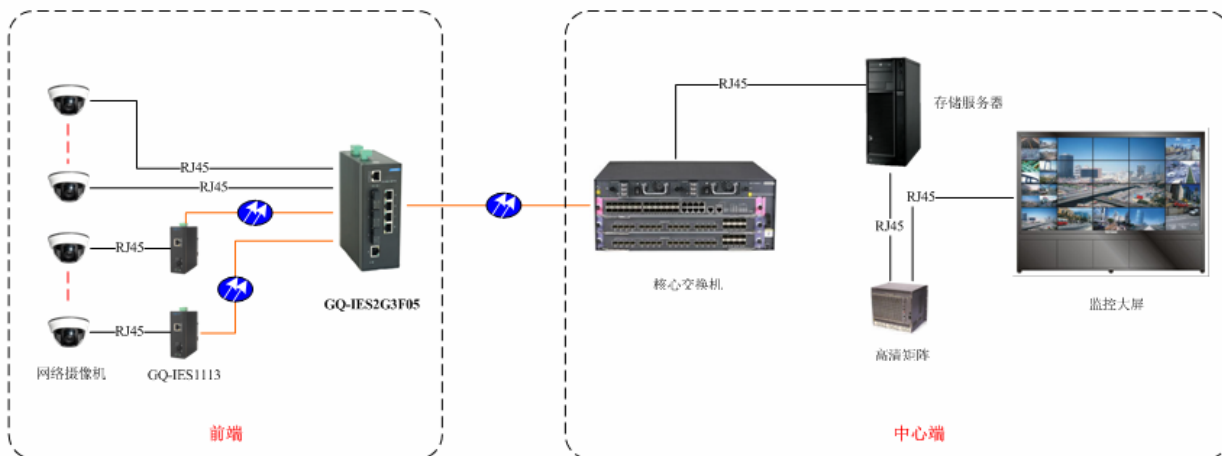 RJ45
RJ45
RJ45
RJ45
GQ-IES2G3F05
网络摄像机
GQ-IES1113
前端
RJ45
存储服务器
RJ45
RJ45
核心交换机
高清矩阵
监控大屏
中心端